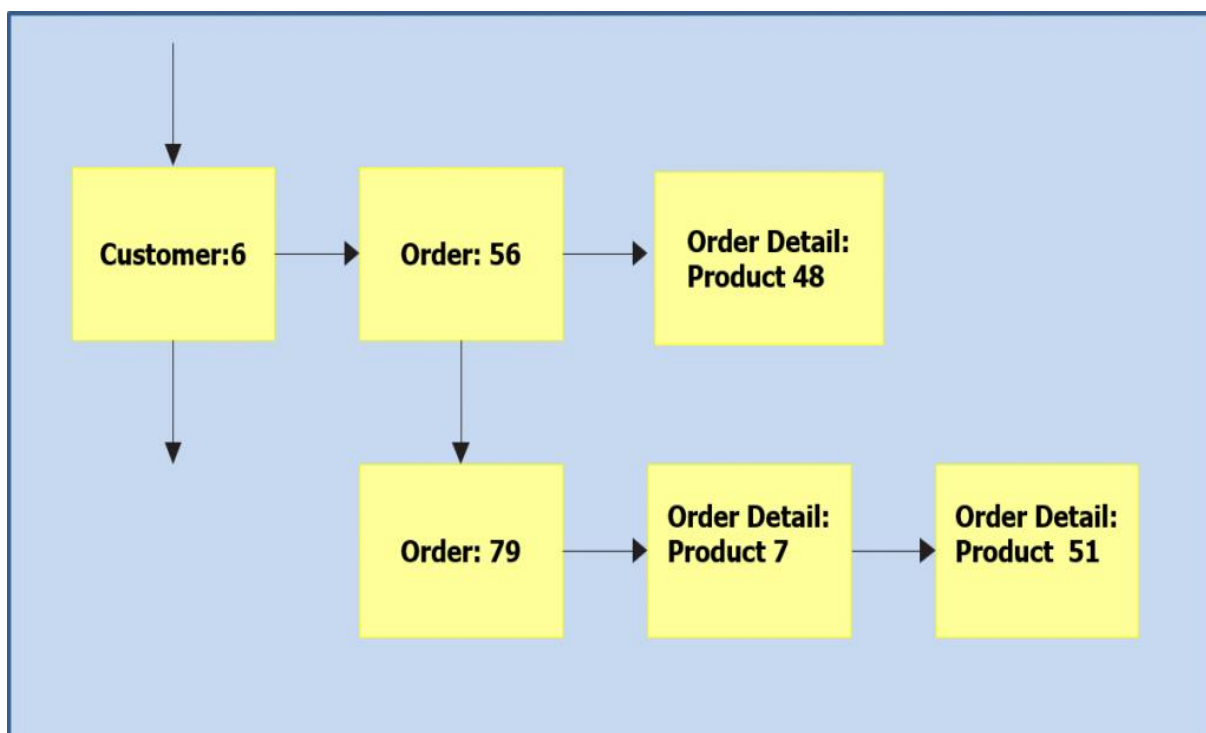 Customer:6
Order: 56
Order Detail:
Product 48
Order: 79
Order Detail:
Product 7
Order Detail:
Product  51